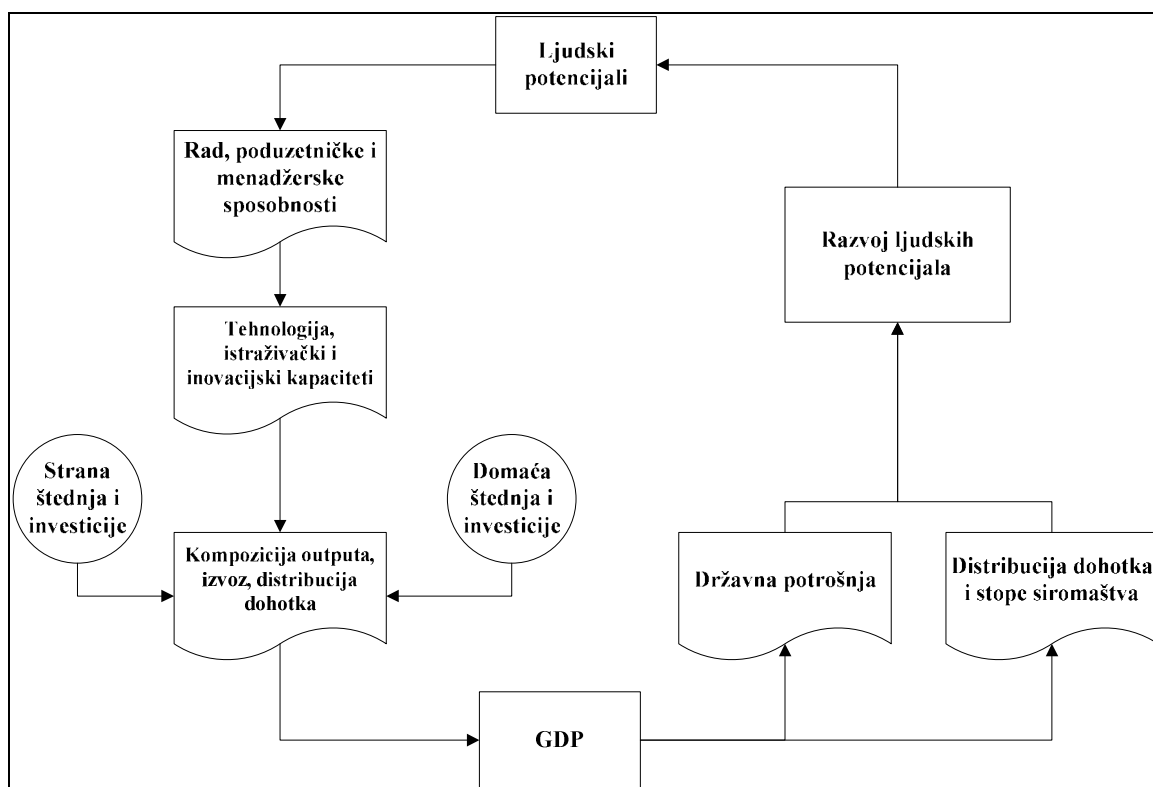 Ljudski
potencijali
Rad, poduzetničke i
menadžerske
sposobnosti
Razvoj ljudskih
potencijala
Tehnologija,
istraživački i
inovacijski kapaciteti
Strana
štednja i
investicije
Domaća
štednja i
investicije
Kompozicija outputa,
izvoz, distribucija
dohotka
Državna potrošnja
Distribucija dohotka
i stope siromaštva
GDP